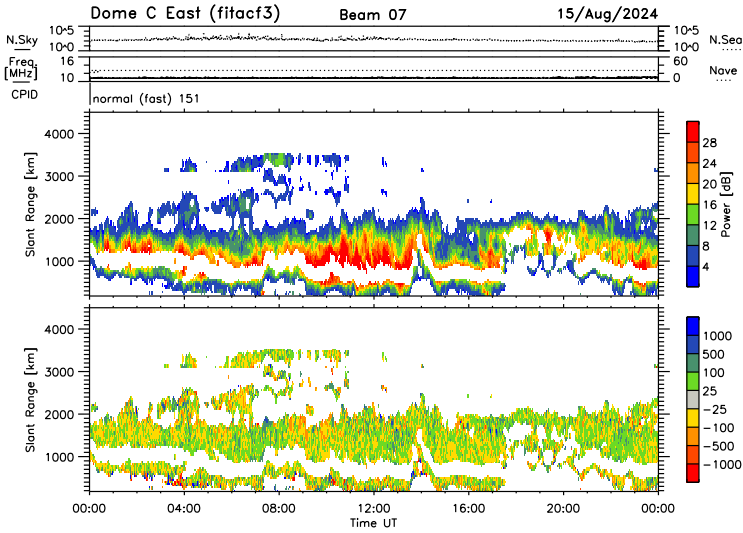 Dome C East (fitacf3) Beam 07 15/Aug/2024
N.Sky 10^5 10^0 10^5 10^0 N.Sea
Freq. [MHz] 16 10 60 0 Nave
CPID normal (fast) 151
Slant Range [km] 4000 3000 2000 1000
Power [dB] 28 24 20 16 12 8 4
Slant Range [km] 4000 3000 2000 1000
1000 500 100 25 -25 -100 -500 -1000
00:00 04:00 08:00 12:00 16:00 20:00 00:00
Time UT